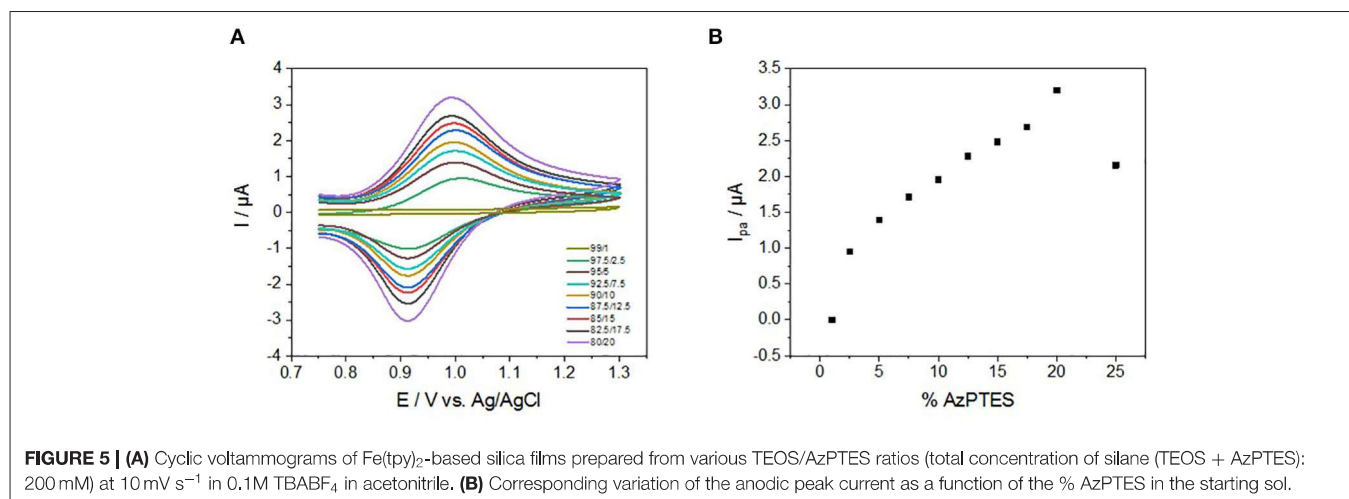 A
B
4
3
2
1
0
-1
-2
-3
-4
I / µA
0.7 0.8 0.9 1.0 1.1 1.2 1.3
E / V vs. Ag/AgCl
99/1
97.5/2.5
95/5
92.5/7.5
90/10
87.5/12.5
85/15
82.5/17.5
80/20
3.5
3.0
2.5
2.0
1.5
1.0
0.5
0.0
-0.5
Ipa / µA
0 5 10 15 20 25
% AzPTES
FIGURE 5 | (A) Cyclic voltammograms of Fe(tpy)2-based silica films prepared from various TEOS/AzPTES ratios (total concentration of silane (TEOS + AzPTES):
200 mM) at 10 mV s−1 in 0.1M TBABF4 in acetonitrile. (B) Corresponding variation of the anodic peak current as a function of the % AzPTES in the starting sol.